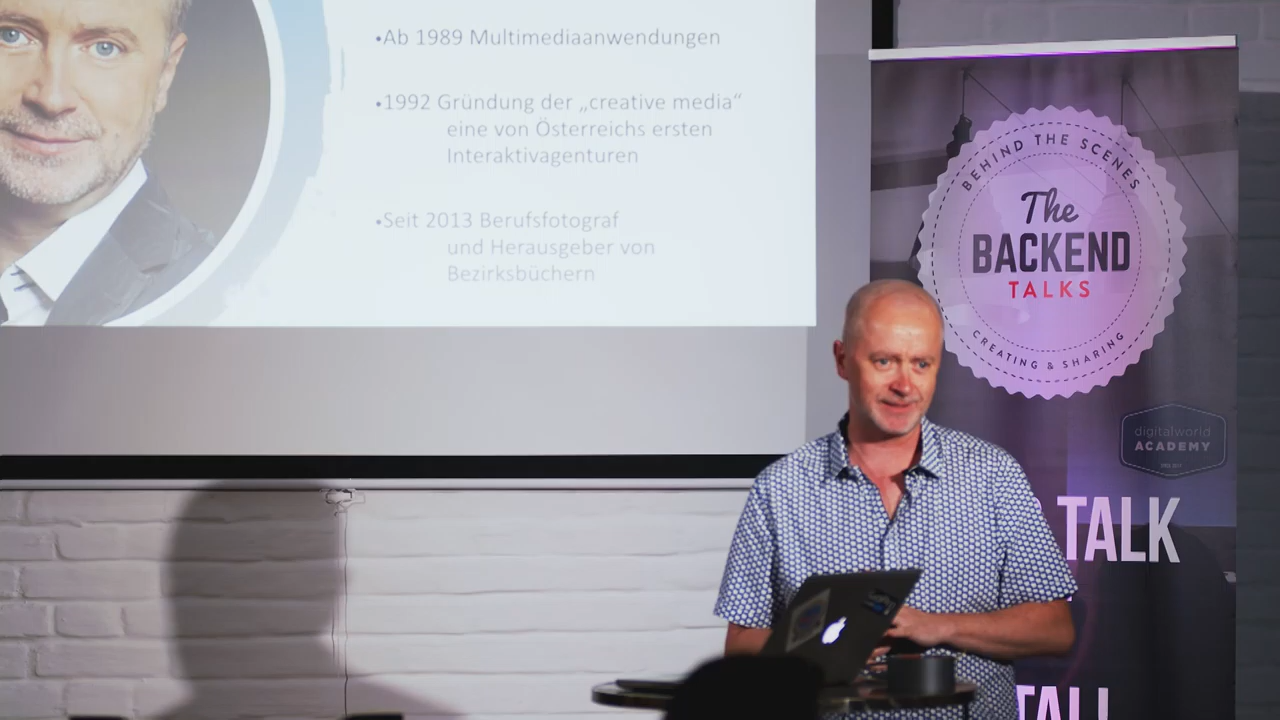 •Ab 1989 Multimediaanwendungen
•1992 Gründung der „creative media“
eine von Österreichs ersten
Interaktivagenturen
•Seit 2013 Berufsfotograf
und Herausgeber von
Bezirksbüchern
BEHIND THE SCENES
The
BACKEND
TALKS
CREATING & SHARING
digitalworld
ACADEMY
TALK